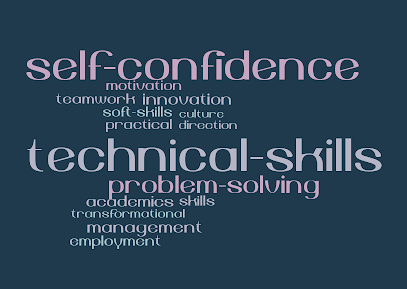 self-confidence
motivation
teamwork innovation
soft-skills culture
practical direction
technical-skills
problem-solving
academics skills
transformational
management
employment